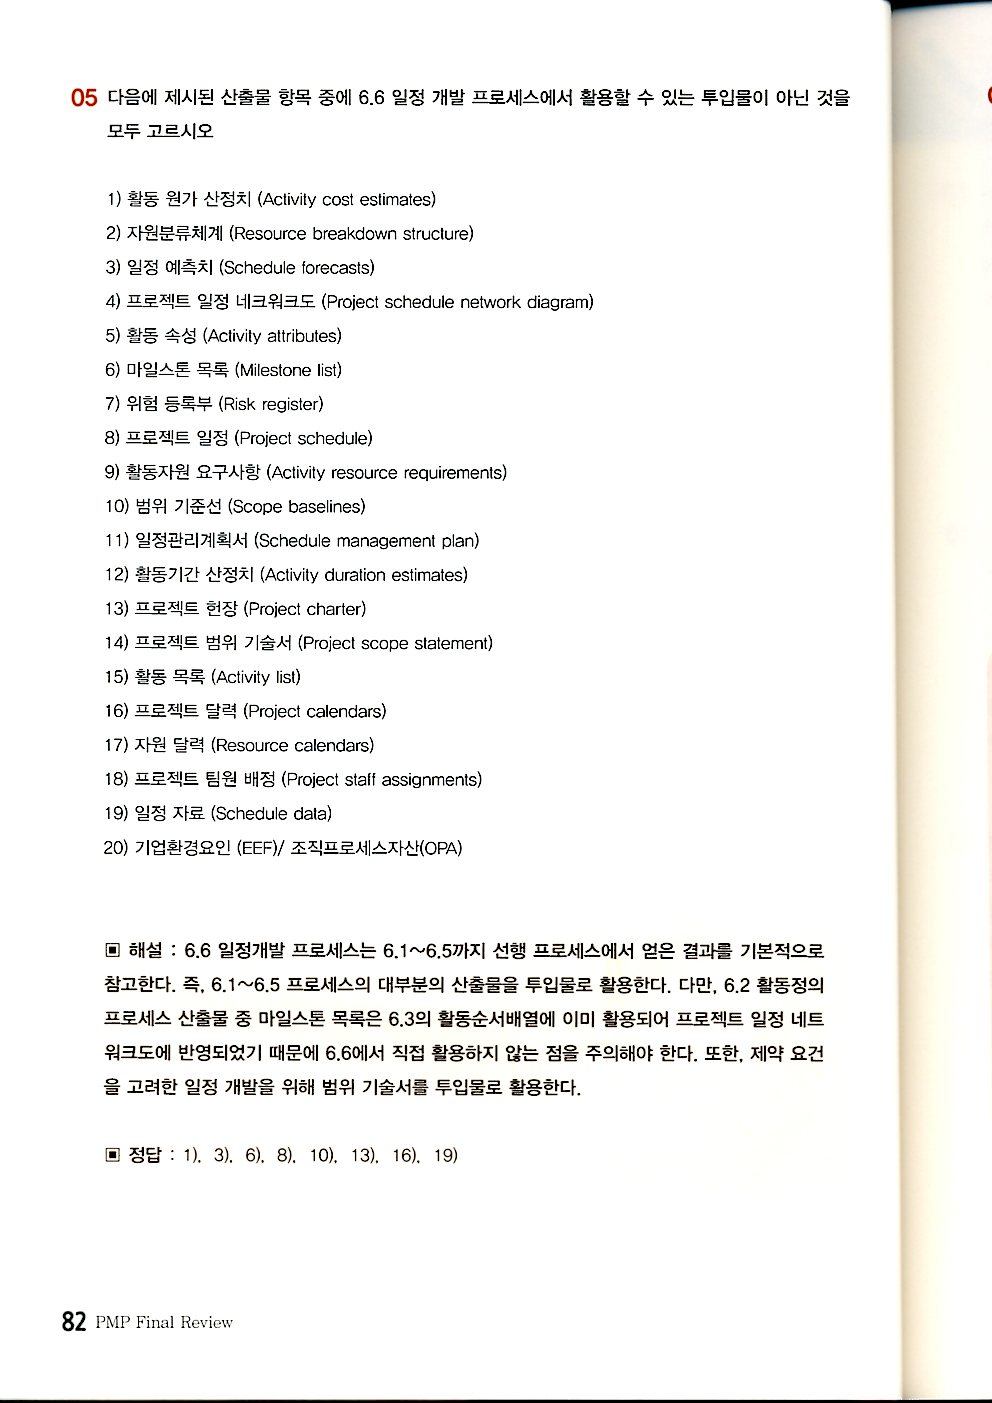 05 다음에 제시된 산출물 항목 중에 6.6 일정 개발 프로세스에서 활용할 수 있는 투입물이 아닌 것을
모두 고르시오
1) 활동 원가 산정치 (Activity cost estimates)
2) 자원분류체계 (Resource breakdown structure)
3) 일정 예측치 (Schedule forecasts)
4) 프로젝트 일정 네크워크도 (Project schedule network diagram)
5) 활동 속성 (Activity attributes)
6) 마일스톤 목록 (Milestone list)
7) 위험 등록부 (Risk register)
8) 프로젝트 일정 (Project schedule)
9) 활동자원 요구사항 (Activity resource requirements)
10) 범위 기준선 (Scope baselines)
11) 일정관리계획서 (Schedule management plan)
12) 활동기간 산정치 (Activity duration estimates)
13) 프로젝트 헌장 (Project charter)
14) 프로젝트 범위 기술서 (Project scope statement)
15) 활동 목록 (Activity list)
16) 프로젝트 달력 (Project calendars)
17) 자원 달력 (Resource calendars)
18) 프로젝트 팀원 배정 (Project staff assignments)
19) 일정 자료 (Schedule data)
20) 기업환경요인 (EEF)/ 조직프로세스자산(OPA)
▣ 해설 : 6.6 일정개발 프로세스는 6.1~6.5까지 선행 프로세스에서 얻은 결과를 기본적으로
참고한다. 즉, 6.1~6.5 프로세스의 대부분의 산출물을 투입물로 활용한다. 다만, 6.2 활동정의
프로세스 산출물 중 마일스톤 목록은 6.3의 활동순서배열에 이미 활용되어 프로젝트 일정 네트
워크도에 반영되었기 때문에 6.6에서 직접 활용하지 않는 점을 주의해야 한다. 또한, 제약 요건
을 고려한 일정 개발을 위해 범위 기술서를 투입물로 활용한다.
▣ 정답 : 1), 3), 6), 8), 10), 13), 16), 19)
82 PMP Final Review